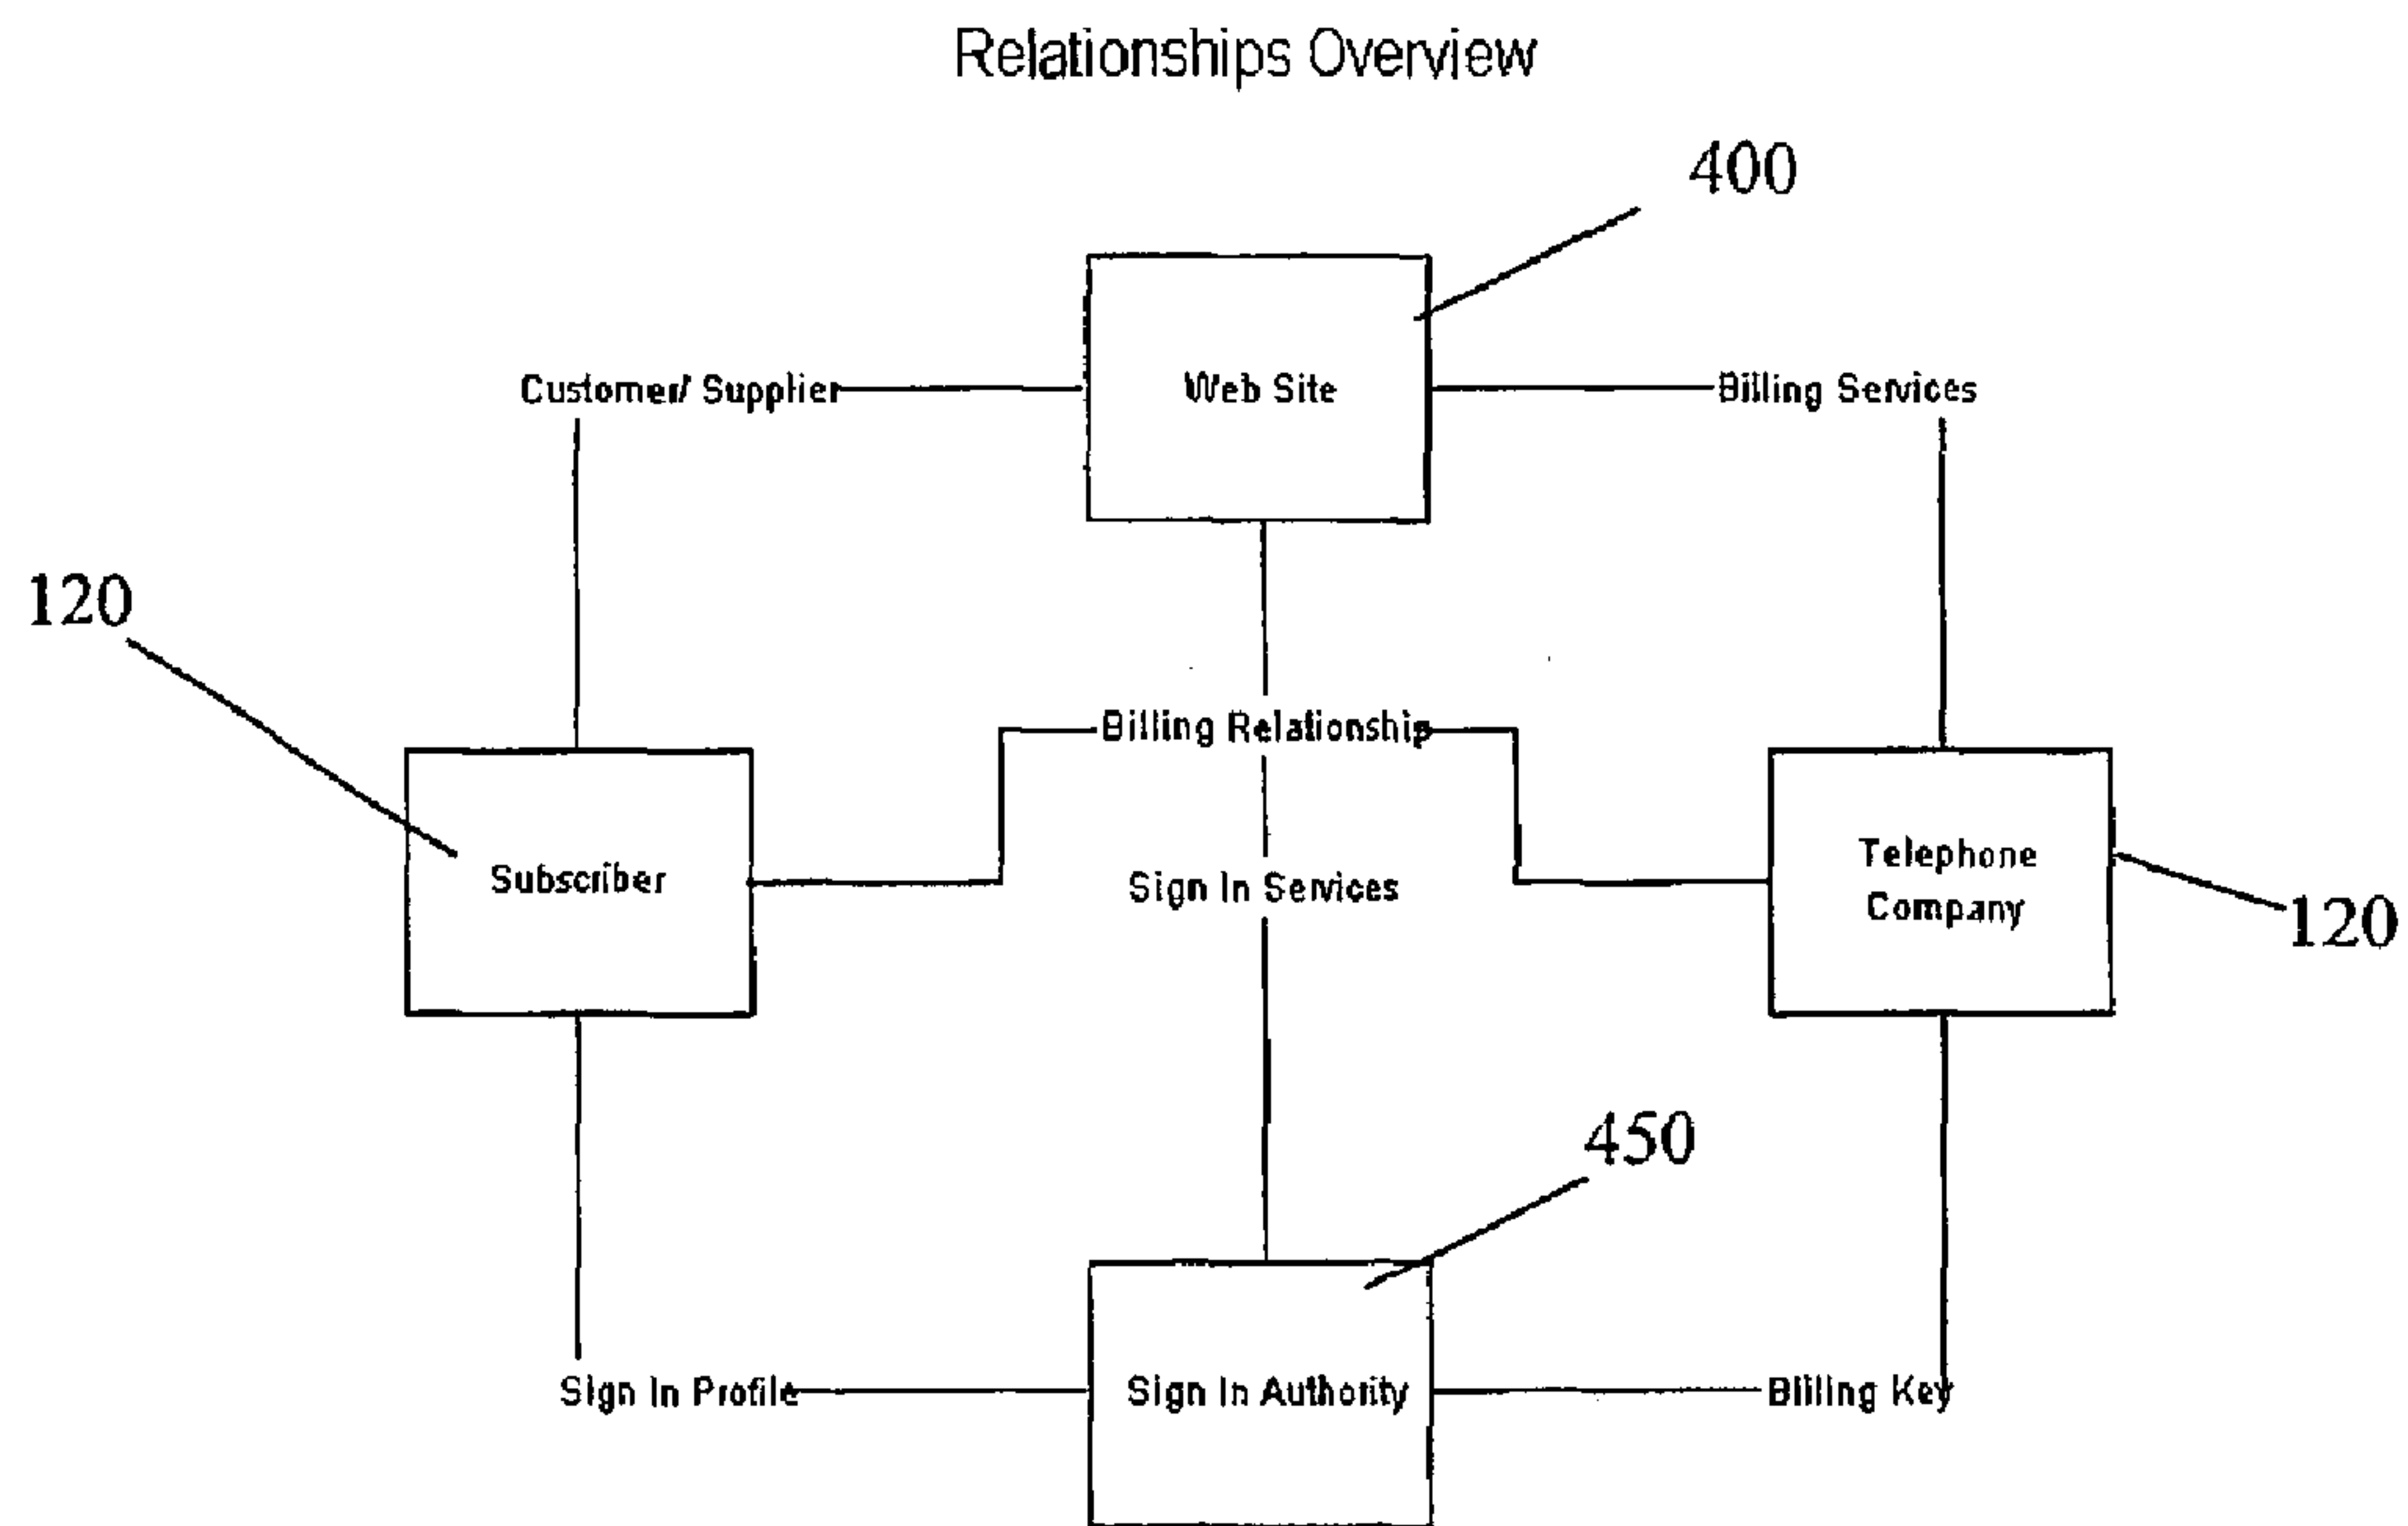 Relationships Overview
400
Customer/ Supplier
Web Site
Billing Services
120
Billing Relationship
Subscriber
Sign In Services
Telephone
Company
120
450
Sign In Profile
Sign In Authority
Billing Key